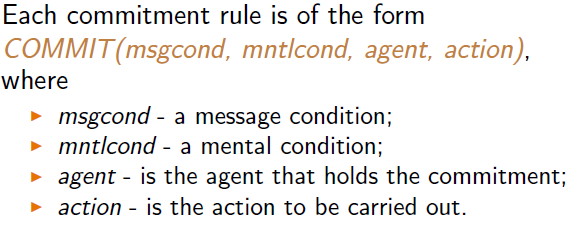 Each commitment rule is of the form
COMMIT(msgcond, mntlcond, agent, action),
where
▶ msgcond - a message condition;
▶ mntlcond - a mental condition;
▶ agent - is the agent that holds the commitment;
▶ action - is the action to be carried out.